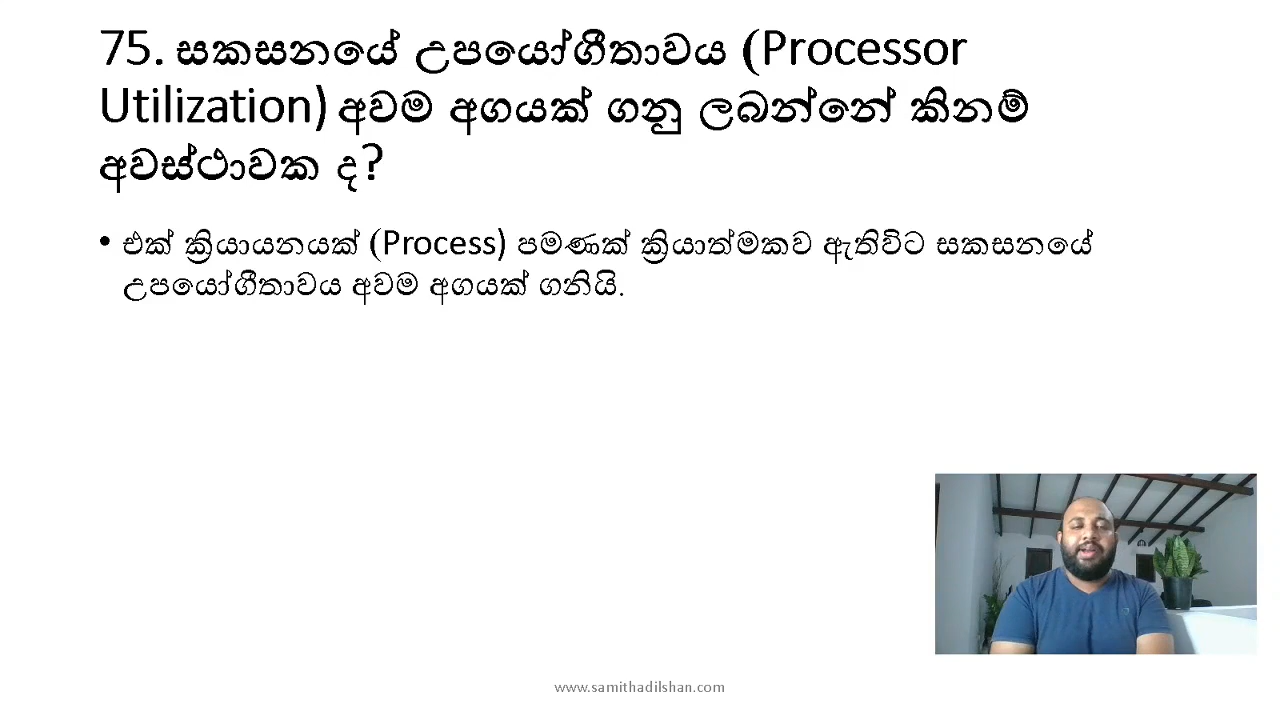 75. සකසනයේ උපයෝගීතාවය (Processor
Utilization) අවම අගයක් ගනු ලබන්නේ කිනම්
අවස්ථාවක ද?
• එක් ක්‍රියායනයක් (Process) පමණක් ක්‍රියාත්මකව ඇතිවිට සකසනයේ
උපයෝගීතාවය අවම අගයක් ගනියි.
www.samithadilshan.com